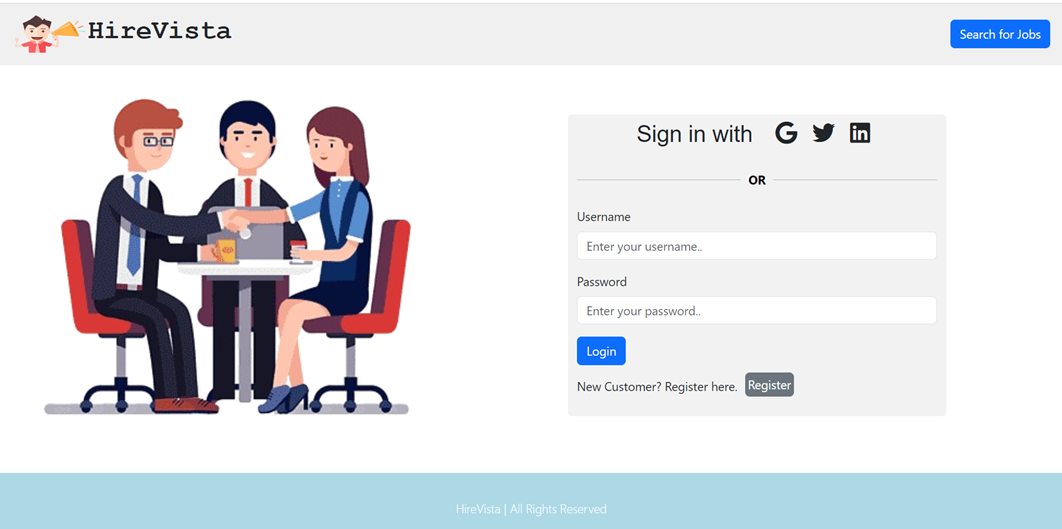 HireVista
Search for Jobs
Sign in with
OR
Username
Enter your username..
Password
Enter your password..
Login
New Customer? Register here. Register
HireVista | All Rights Reserved